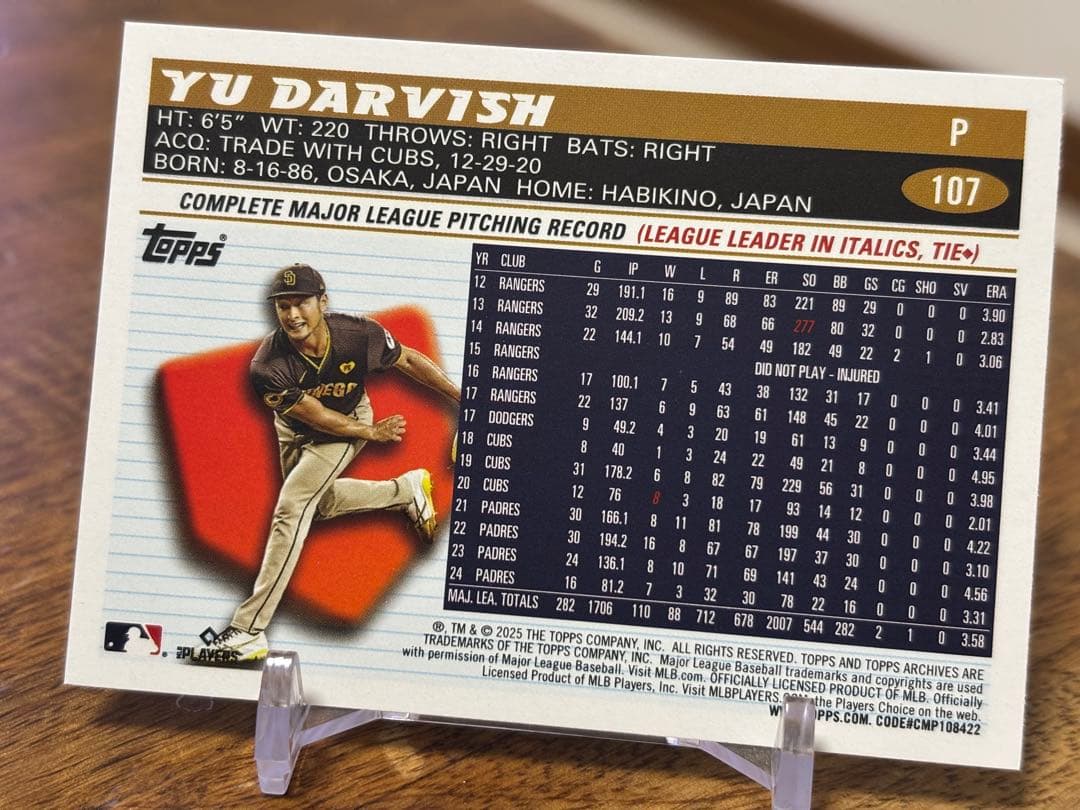 YU DARVISH
P
HT: 6'5" WT: 220 THROWS: RIGHT BATS: RIGHT
ACQ: TRADE WITH CUBS, 12-29-20
BORN: 8-16-86, OSAKA, JAPAN HOME: HABIKINO, JAPAN
107
COMPLETE MAJOR LEAGUE PITCHING RECORD (LEAGUE LEADER IN ITALICS, TIE◆)
Topps®
YR CLUB G IP W L R ER SO BB GS CG SHO SV ERA
12 RANGERS 29 191.1 16 9 89 83 221 89 29 0 0 0 3.90
13 RANGERS 32 209.2 13 9 68 66 277 80 32 0 0 0 2.83
14 RANGERS 22 144.1 10 7 54 49 182 49 22 2 1 0 3.06
15 RANGERS DID NOT PLAY - INJURED
16 RANGERS 17 100.1 7 5 43 38 132 31 17 0 0 0 3.41
17 RANGERS 22 137 6 9 63 61 148 45 22 0 0 0 4.01
17 DODGERS 9 49.2 4 3 20 19 61 13 9 0 0 0 3.44
18 CUBS 8 40 1 3 24 22 49 21 8 0 0 0 4.95
19 CUBS 31 178.2 6 8 82 79 229 56 31 0 0 0 3.98
20 CUBS 12 76 8 3 18 17 93 14 12 0 0 0 2.01
21 PADRES 30 166.1 8 11 81 78 199 44 30 0 0 0 4.22
22 PADRES 30 194.2 16 8 67 67 197 37 30 0 0 0 3.10
23 PADRES 24 136.1 8 10 71 69 141 43 24 0 0 0 4.56
24 PADRES 16 81.2 7 3 32 30 78 22 16 0 0 0 3.31
MAJ. LEA. TOTALS 282 1706 110 88 712 678 2007 544 282 2 1 0 3.58
®, TM & © 2025 THE TOPPS COMPANY, INC. ALL RIGHTS RESERVED. TOPPS AND TOPPS ARCHIVES ARE
TRADEMARKS OF THE TOPPS COMPANY, INC. Major League Baseball trademarks and copyrights are used
with permission of Major League Baseball. Visit MLB.com. OFFICIALLY LICENSED PRODUCT OF MLB. Officially
Licensed Product of MLB Players, Inc. Visit MLBPLAYERS the Players Choice on the web.
TOPPS.COM. CODE#CMP108422
PLAYERS